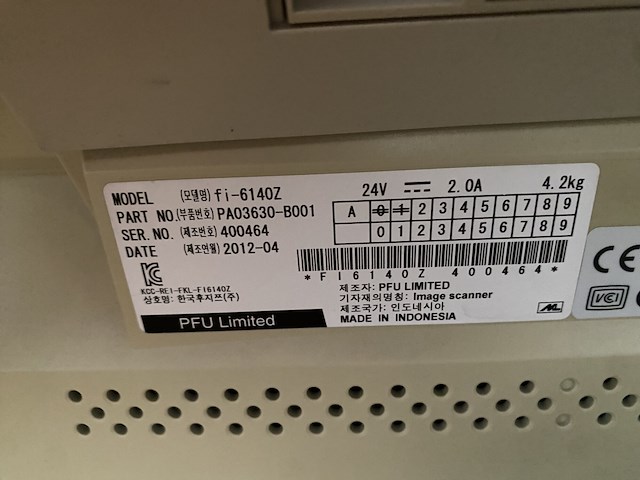 MODEL (모델명) fi-6140Z
PART NO. (부품번호) PA03630-B001
SER.NO. (제조번호) 400464
DATE (제조연월) 2012-04
KCC-REI-FKL-FI6140Z
상호명: 한국후지쯔(주)
PFU Limited
24V 2.0A 4.2kg
A 0 1 2 3 4 5 6 7 8 9
0 1 2 3 4 5 6 7 8 9
*FI6140Z 400464*
제조자: PFU LIMITED
기자재의명칭: Image scanner
제조국가: 인도네시아
MADE IN INDONESIA
CE
VCI